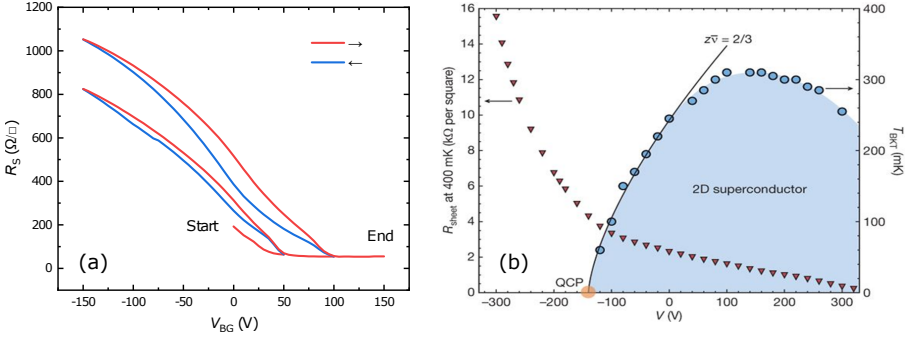 1200
1000
800
600
400
200
0
R_S (Ω/□)
→
←
Start
End
(a)
-150 -100 -50 0 50 100 150
V_BG (V)
16
14
12
10
8
6
4
2
0
R_sheet at 400 mK (kΩ per square)
zν̄ = 2/3
400
300
200
100
0
T_BKT (mK)
2D superconductor
QCP
(b)
−300 −200 −100 0 100 200 300
V (V)